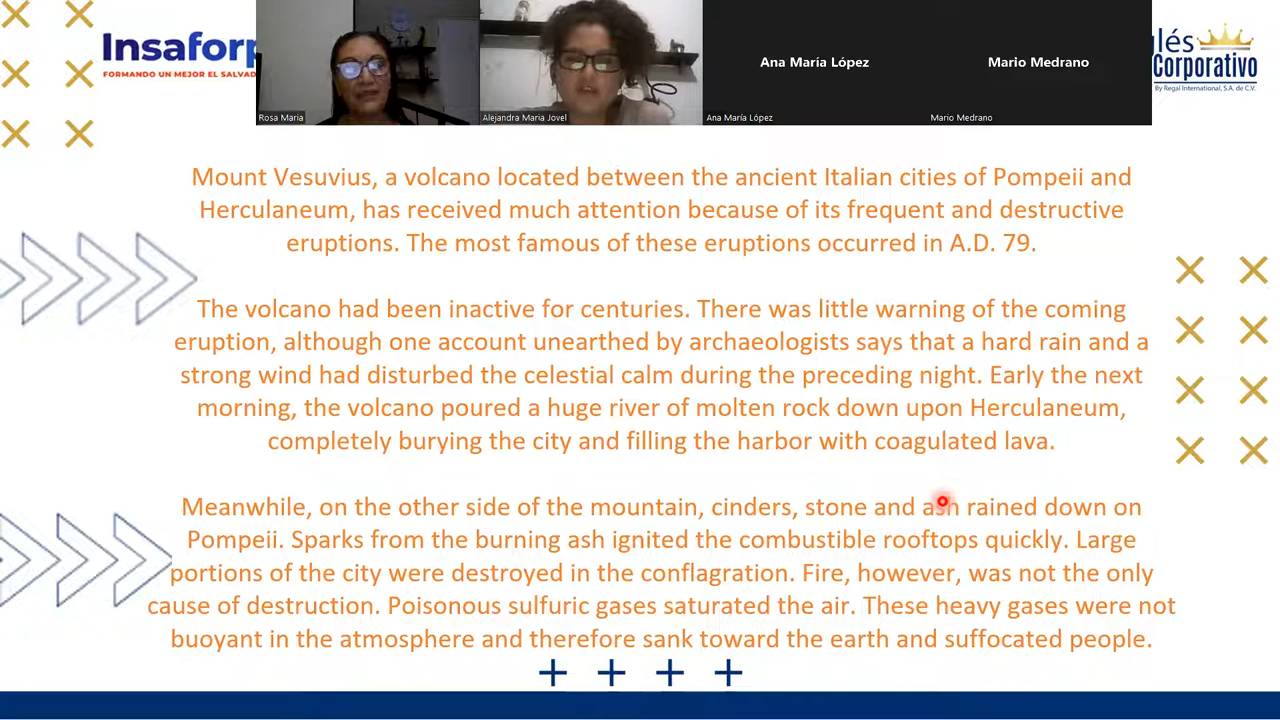 Insaforp
FORMANDO UN MEJOR EL SALVADOR
Rosa Maria
Alejandra Maria Jovel
Ana María López
Ana María López
Mario Medrano
Mario Medrano
lés
Corporativo
By Regal International, S.A. de C.V.
Mount Vesuvius, a volcano located between the ancient Italian cities of Pompeii and
Herculaneum, has received much attention because of its frequent and destructive
eruptions. The most famous of these eruptions occurred in A.D. 79.
The volcano had been inactive for centuries. There was little warning of the coming
eruption, although one account unearthed by archaeologists says that a hard rain and a
strong wind had disturbed the celestial calm during the preceding night. Early the next
morning, the volcano poured a huge river of molten rock down upon Herculaneum,
completely burying the city and filling the harbor with coagulated lava.
Meanwhile, on the other side of the mountain, cinders, stone and ash rained down on
Pompeii. Sparks from the burning ash ignited the combustible rooftops quickly. Large
portions of the city were destroyed in the conflagration. Fire, however, was not the only
cause of destruction. Poisonous sulfuric gases saturated the air. These heavy gases were not
buoyant in the atmosphere and therefore sank toward the earth and suffocated people.